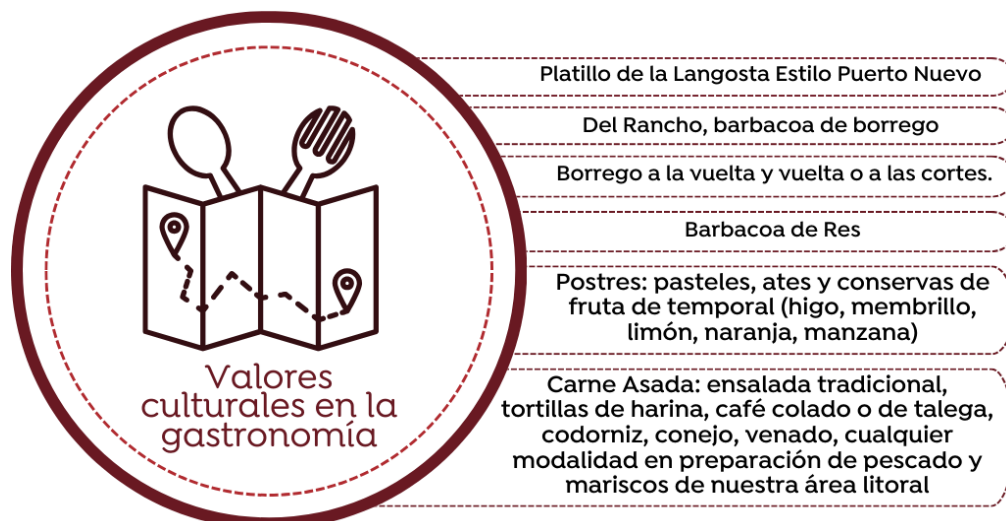 Valores
culturales en la
gastronomía
Platillo de la Langosta Estilo Puerto Nuevo
Del Rancho, barbacoa de borrego
Borrego a la vuelta y vuelta o a las cortes.
Barbacoa de Res
Postres: pasteles, ates y conservas de
fruta de temporal (higo, membrillo,
limón, naranja, manzana)
Carne Asada: ensalada tradicional,
tortillas de harina, café colado o de talega,
codorniz, conejo, venado, cualquier
modalidad en preparación de pescado y
mariscos de nuestra área litoral